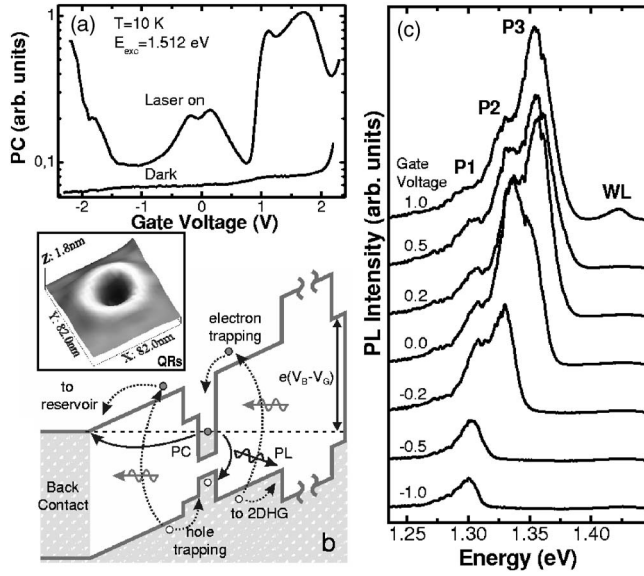 (a)
T=10 K
E_exc=1.512 eV
Laser on
Dark
PC (arb. units)
1
0,1
-2
-1
0
1
2
Gate Voltage (V)
Z: 1.8nm
Y: 82.0nm
X: 82.0nm
QRs
electron
trapping
to
reservoir
e(V_B-V_G)
PC
PL
Back
Contact
to 2DHG
hole
trapping
b
(c)
P3
P2
P1
WL
Gate
Voltage
1.0
0.5
0.2
0.0
-0.2
-0.5
-1.0
PL Intensity (arb. units)
1.25
1.30
1.35
1.40
Energy (eV)